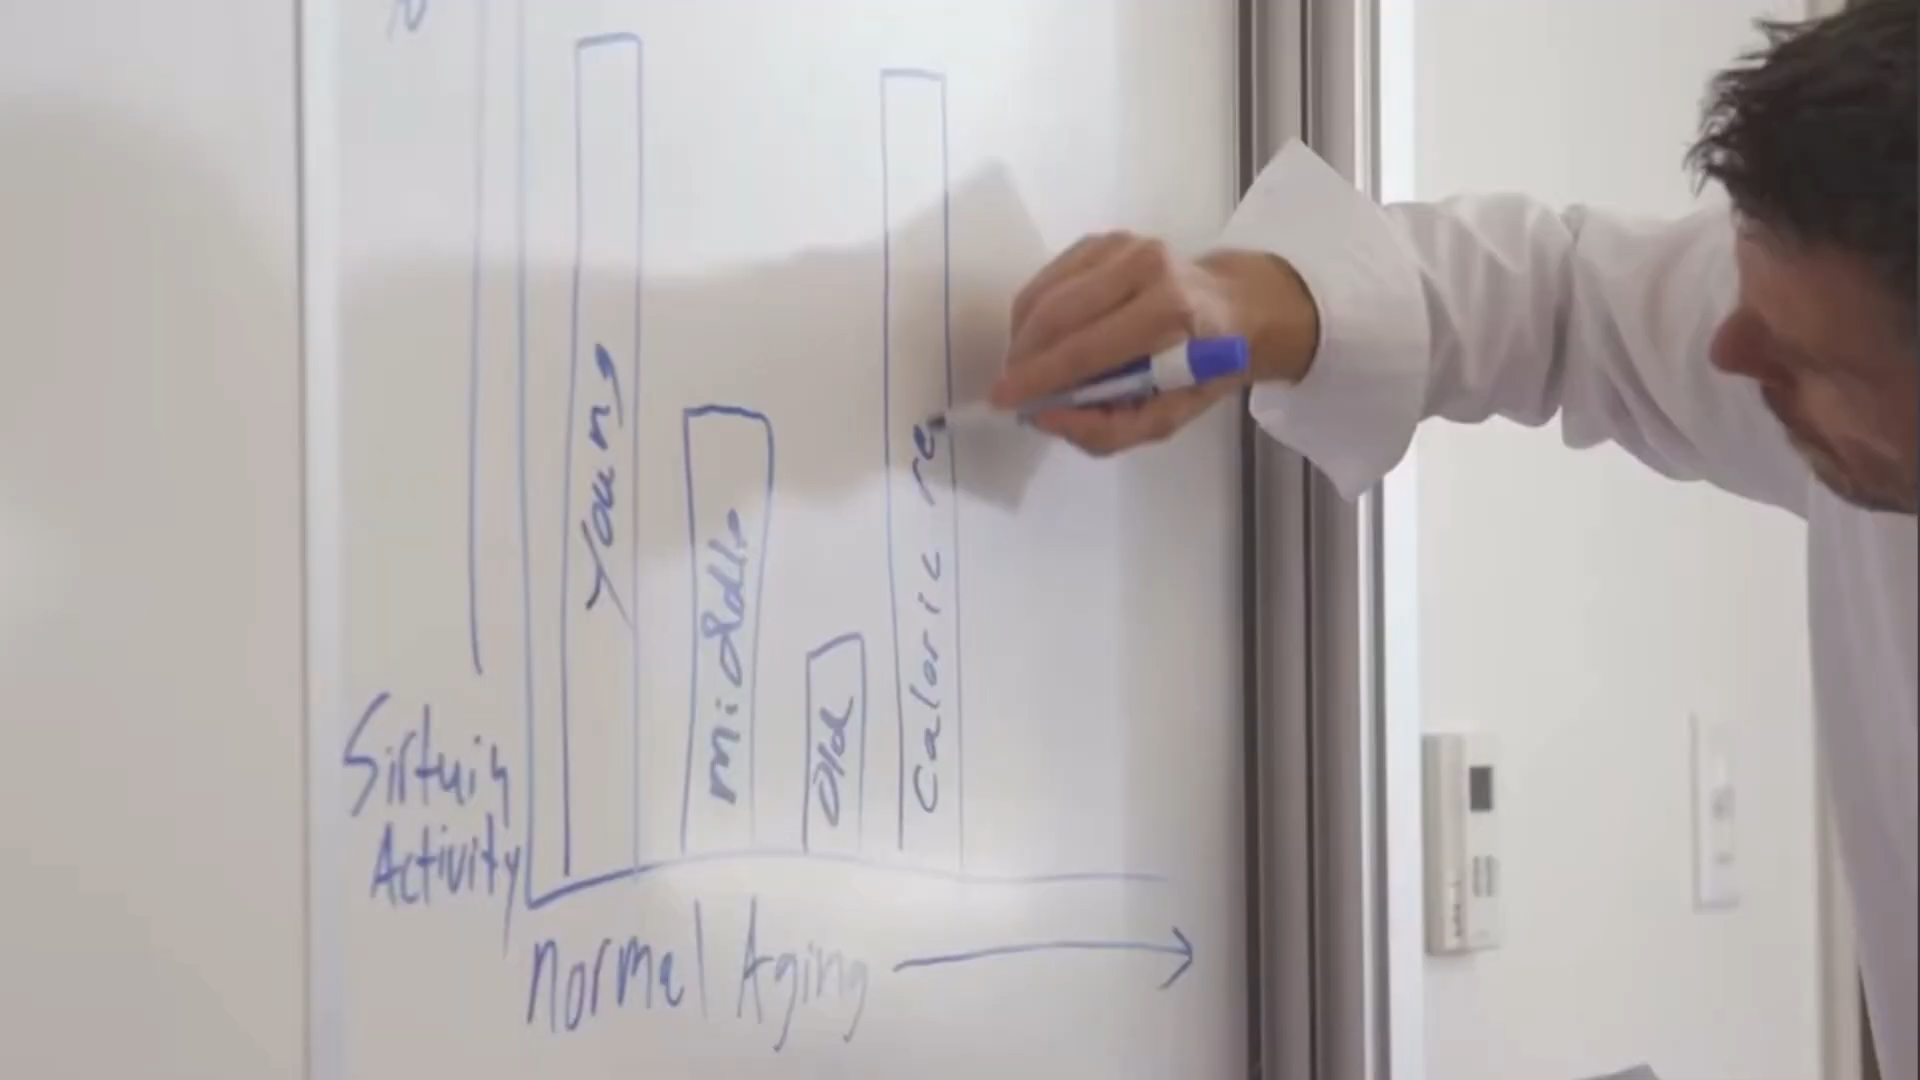 Young
middle
Old
Caloric re
Sirtuin
Activity
Normal Aging